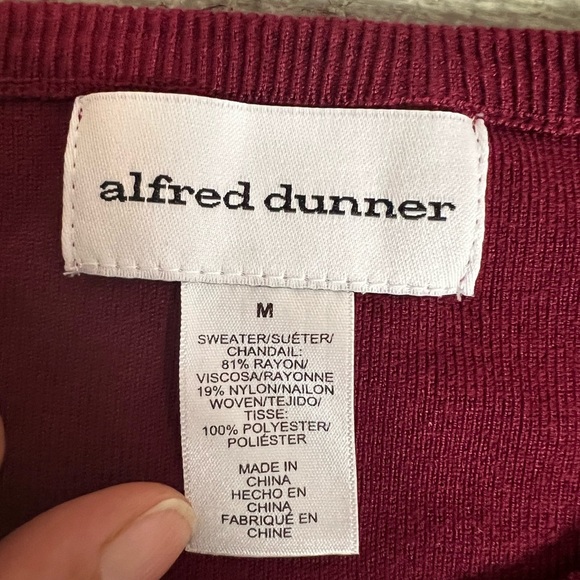 alfred dunner
M
SWEATER/SUÉTER/
CHANDAIL:
81% RAYON/
VISCOSA/RAYONNE
19% NYLON/NAILON
WOVEN/TEJIDO/
TISSE:
100% POLYESTER/
POLIÉSTER
MADE IN
CHINA
HECHO EN
CHINA
FABRIQUÉ EN
CHINE